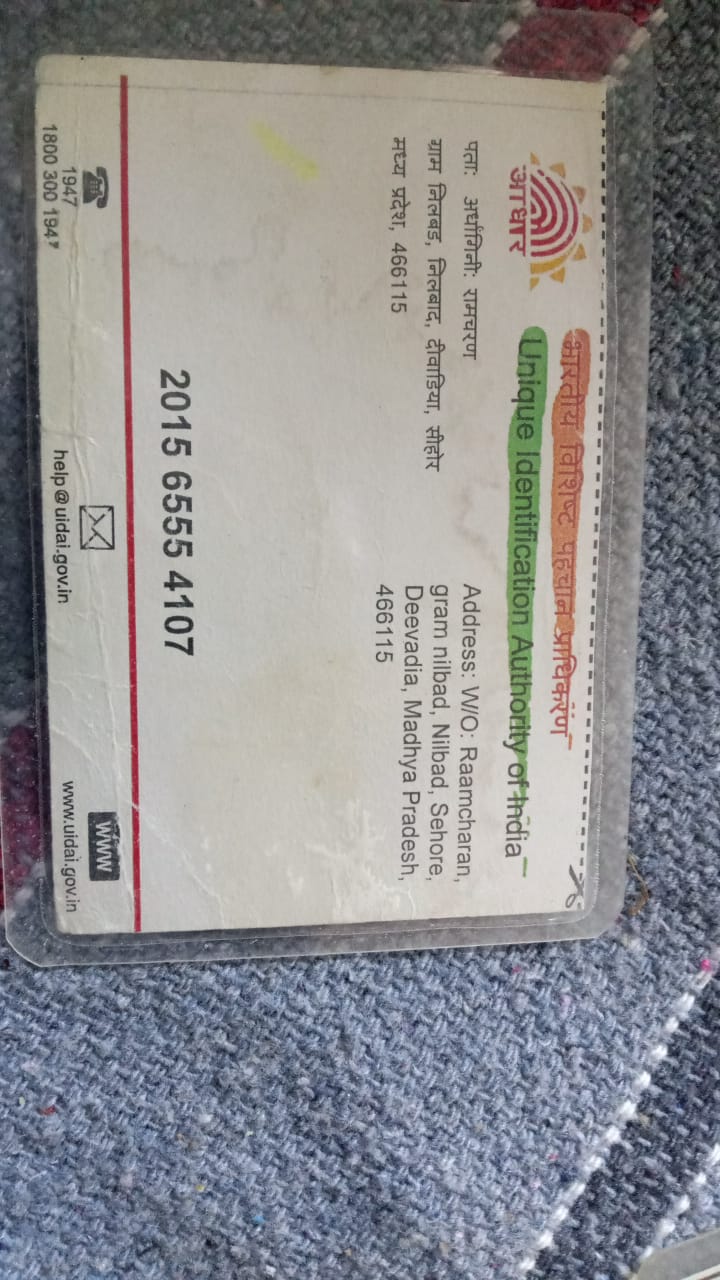 भारतीय विशिष्ट पहचान प्राधिकरण
Unique Identification Authority of India
आधार
पता: अर्धांगिनी: रामचरण
ग्राम निलबड, निलबाद, दीवाडिया, सीहोर
मध्य प्रदेश, 466115
Address: W/O: Raamcharan,
gram nilbad, Nilbad, Sehore,
Deevadia, Madhya Pradesh,
466115
2015 6555 4107
1947
1800 300 1947
help@uidai.gov.in
WWW
www.uidai.gov.in